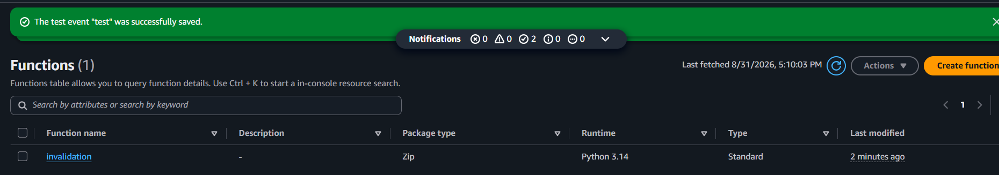 The test event "test" was successfully saved.
Notifications 0 0 2 0 0
Functions (1)
Last fetched 8/31/2026, 5:10:03 PM
Actions
Create function
Functions table allows you to query function details. Use Ctrl + K to start a in-console resource search.
Search by attributes or search by keyword
1
Function name Description Package type Runtime Type Last modified
invalidation - Zip Python 3.14 Standard 2 minutes ago